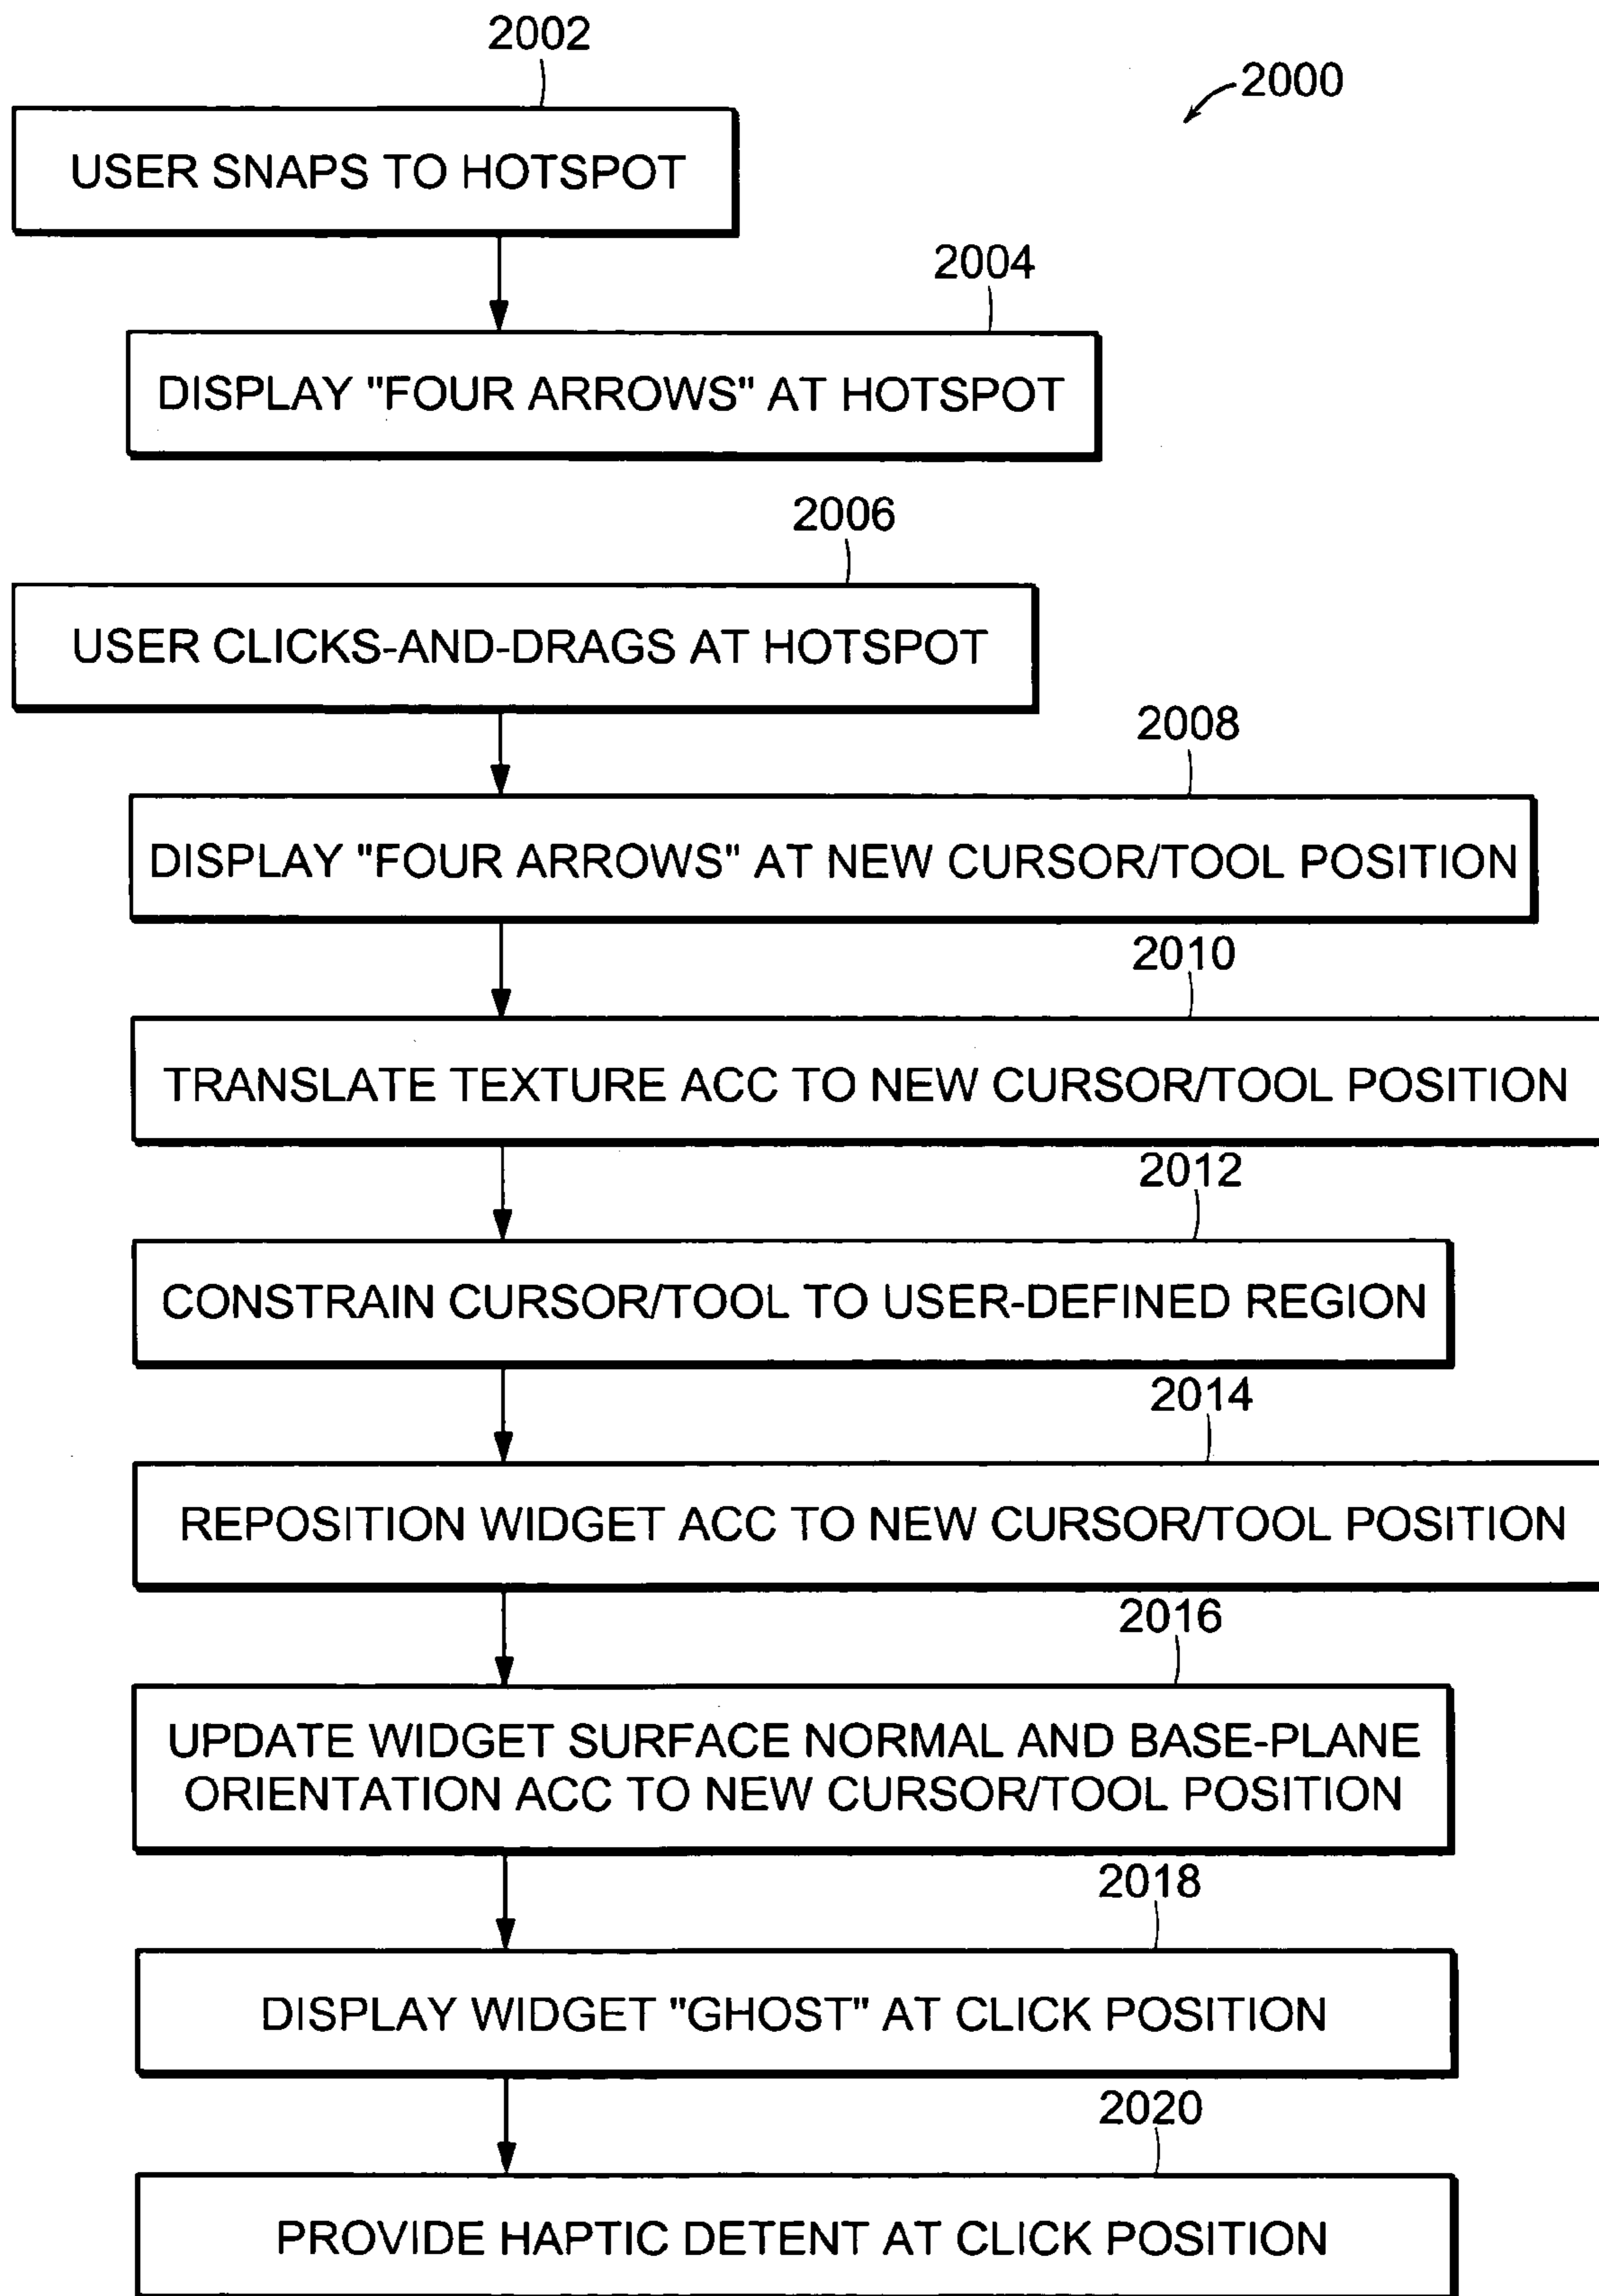 2002
2000
USER SNAPS TO HOTSPOT
2004
DISPLAY "FOUR ARROWS" AT HOTSPOT
2006
USER CLICKS-AND-DRAGS AT HOTSPOT
2008
DISPLAY "FOUR ARROWS" AT NEW CURSOR/TOOL POSITION
2010
TRANSLATE TEXTURE ACC TO NEW CURSOR/TOOL POSITION
2012
CONSTRAIN CURSOR/TOOL TO USER-DEFINED REGION
2014
REPOSITION WIDGET ACC TO NEW CURSOR/TOOL POSITION
2016
UPDATE WIDGET SURFACE NORMAL AND BASE-PLANE
ORIENTATION ACC TO NEW CURSOR/TOOL POSITION
2018
DISPLAY WIDGET "GHOST" AT CLICK POSITION
2020
PROVIDE HAPTIC DETENT AT CLICK POSITION